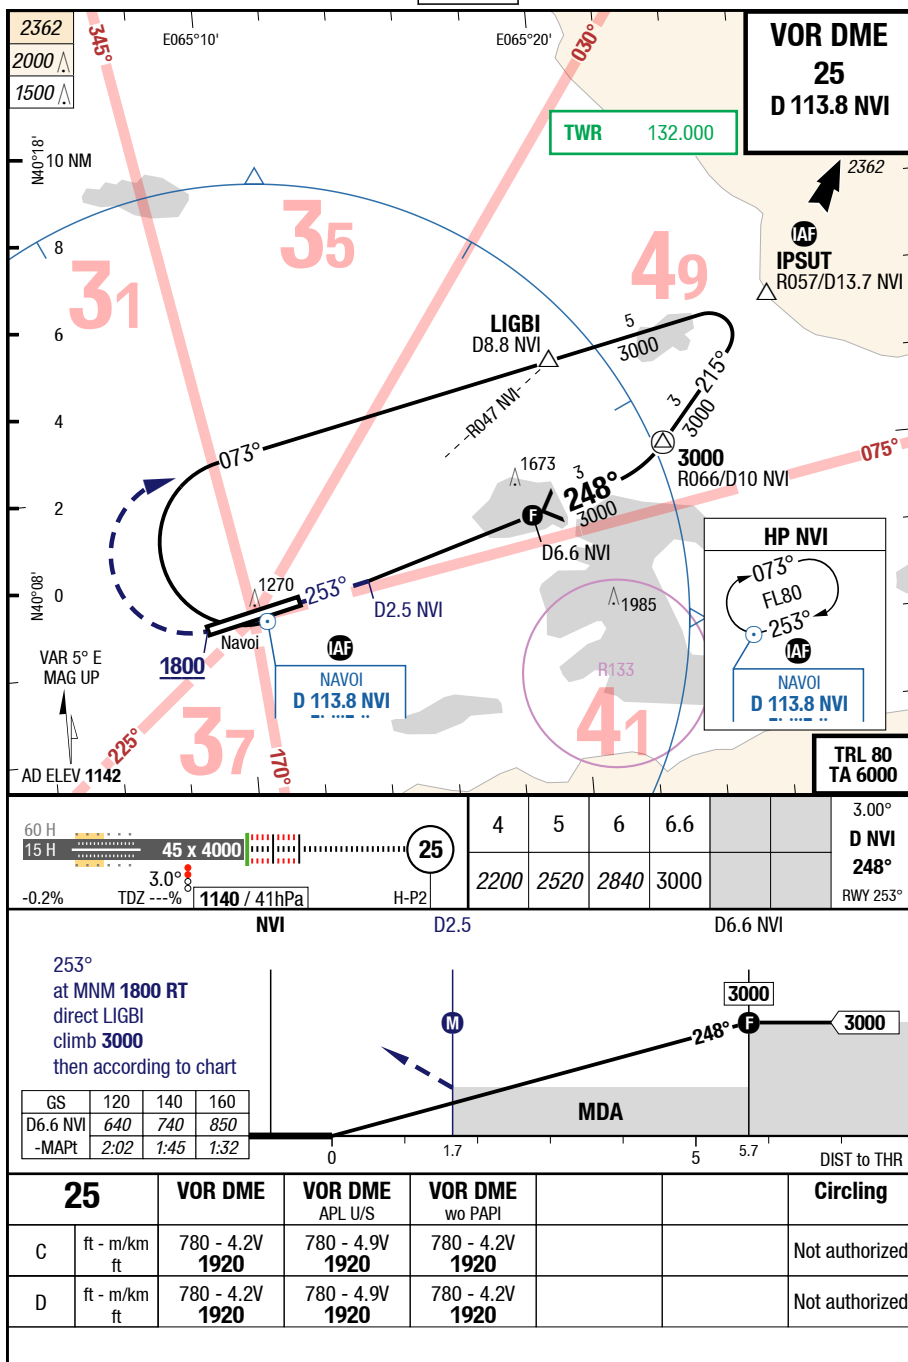 2362
2000
1500
E065°10'
E065°20'
345°
030°
VOR DME
25
D 113.8 NVI
TWR 132.000
N40°18'
10 NM
8
6
4
2
0
N40°08'
31
35
49
2362
IAF
IPSUT
R057/D13.7 NVI
LIGBI
D8.8 NVI
5
3000
215°
3
3000
R047 NVI
073°
3000
R066/D10 NVI
075°
1673
3
248°
3000
F
D6.6 NVI
HP NVI
073°
FL80
253°
IAF
NAVOI
D 113.8 NVI
1270
253°
D2.5 NVI
1985
Navoi
1800
IAF
NAVOI
D 113.8 NVI
R133
41
VAR 5° E
MAG UP
225°
37
170°
AD ELEV 1142
TRL 80
TA 6000
60 H
15 H
45 x 4000
25
3.0°
-0.2%
TDZ ---%
1140 / 41hPa
H-P2
4 5 6 6.6
2200 2520 2840 3000
3.00°
D NVI
248°
RWY 253°
NVI
D2.5
D6.6 NVI
253°
at MNM 1800 RT
direct LIGBI
climb 3000
then according to chart
M
3000
F
3000
248°
MDA
GS 120 140 160
D6.6 NVI 640 740 850
-MAPt 2:02 1:45 1:32
0
1.7
5
5.7
DIST to THR
25
VOR DME
VOR DME
APL U/S
VOR DME
wo PAPI
Circling
C
ft - m/km
ft
780 - 4.2V
1920
780 - 4.9V
1920
780 - 4.2V
1920
Not authorized
D
ft - m/km
ft
780 - 4.2V
1920
780 - 4.9V
1920
780 - 4.2V
1920
Not authorized